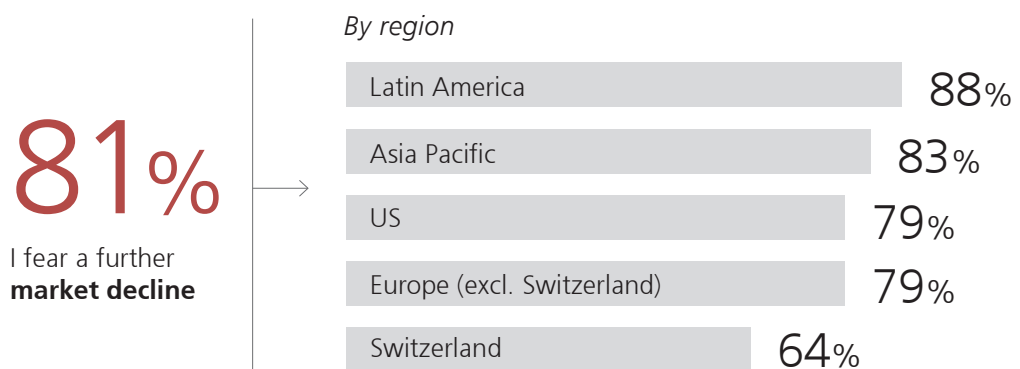 81%
I fear a further
market decline
By region
Latin America 88%
Asia Pacific 83%
US 79%
Europe (excl. Switzerland) 79%
Switzerland 64%